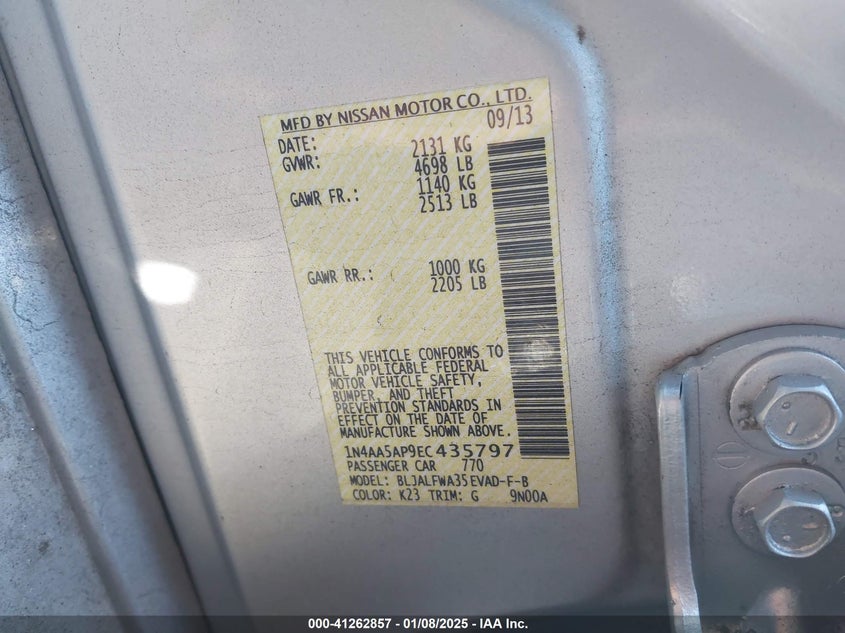 MFD BY NISSAN MOTOR CO., LTD.
DATE: 09/13
GVWR: 2131 KG
4698 LB
GAWR FR.: 1140 KG
2513 LB
GAWR RR.: 1000 KG
2205 LB
THIS VEHICLE CONFORMS TO
ALL APPLICABLE FEDERAL
MOTOR VEHICLE SAFETY,
BUMPER, AND THEFT
PREVENTION STANDARDS IN
EFFECT ON THE DATE OF
MANUFACTURE SHOWN ABOVE.
1N4AA5AP9EC435797
PASSENGER CAR 770
MODEL: BLJALFWA35EVAD-F-B
COLOR: K23 TRIM: G 9N00A
000-41262857 - 01/08/2025 - IAA Inc.